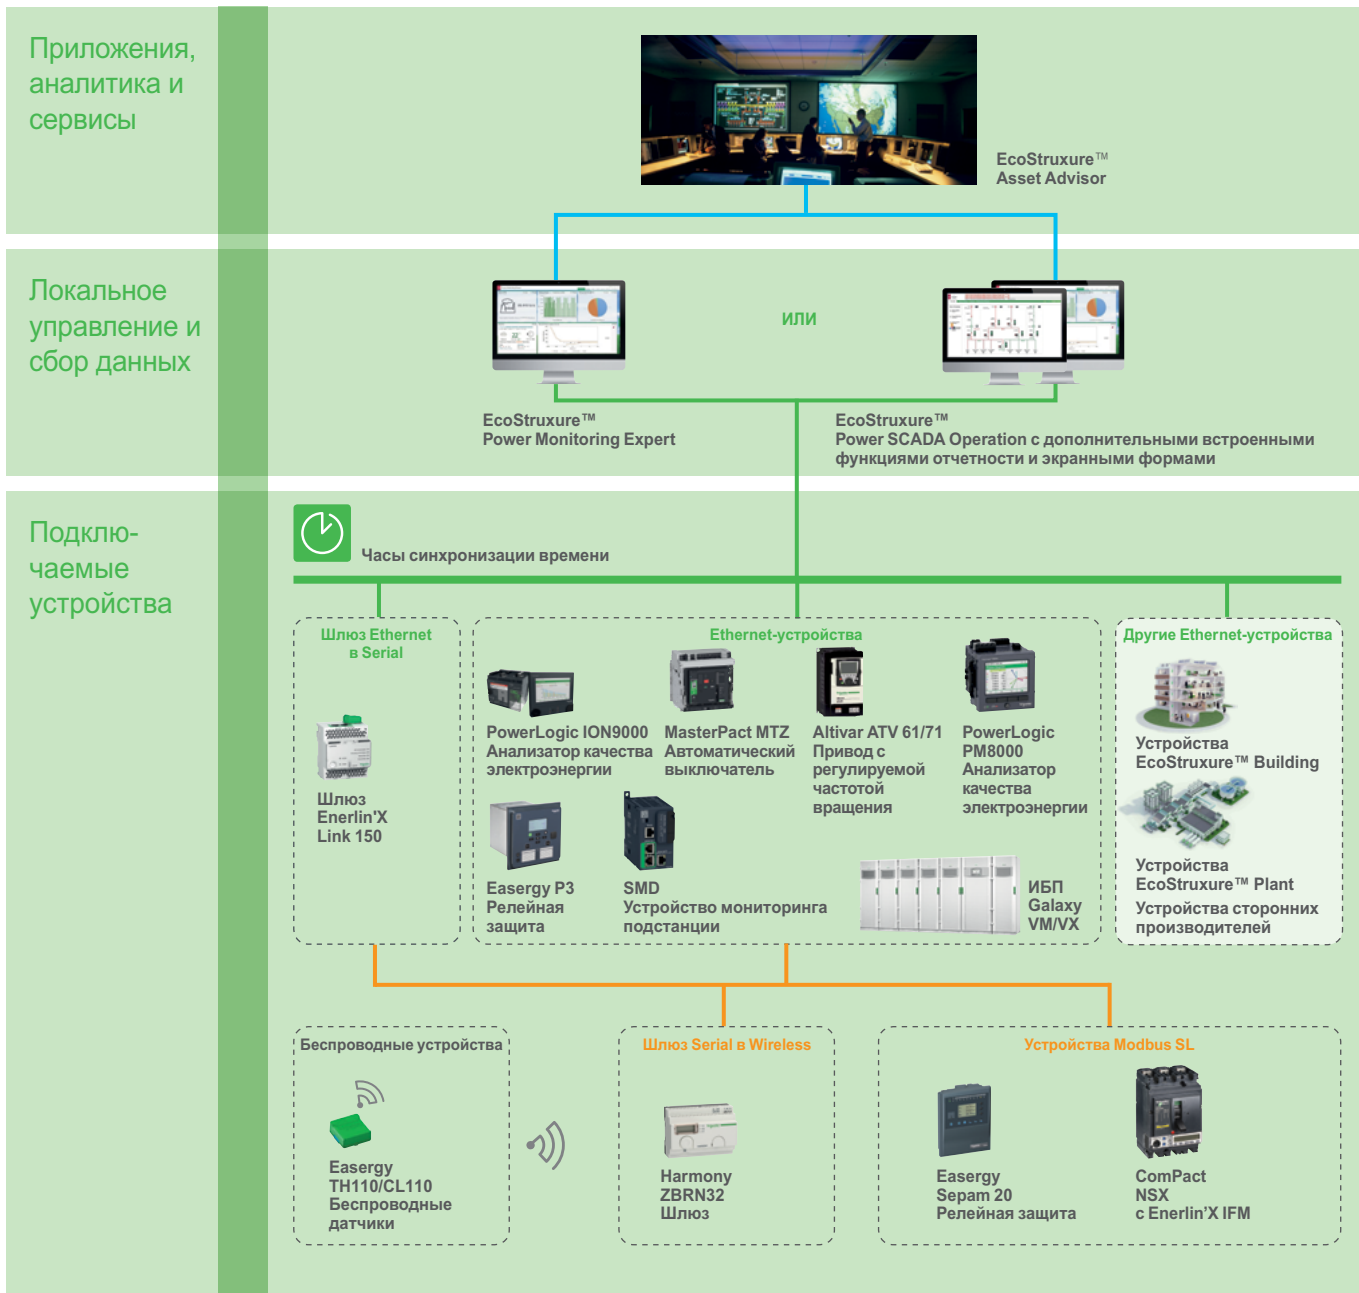 Приложения,
аналитика и
сервисы
EcoStruxure™
Asset Advisor
Локальное
управление и
сбор данных
ИЛИ
EcoStruxure™
Power Monitoring Expert
EcoStruxure™
Power SCADA Operation с дополнительными встроенными
функциями отчетности и экранными формами
Подклю-
чаемые
устройства
Часы синхронизации времени
Шлюз Ethernet
в Serial
Шлюз
Enerlin'X
Link 150
Ethernet-устройства
PowerLogic ION9000
Анализатор качества
электроэнергии
MasterPact MTZ
Автоматический
выключатель
Altivar ATV 61/71
Привод с
регулируемой
частотой
вращения
PowerLogic
PM8000
Анализатор
качества
электроэнергии
Easergy P3
Релейная
защита
SMD
Устройство мониторинга
подстанции
ИБП
Galaxy
VM/VX
Другие Ethernet-устройства
Устройства
EcoStruxure™ Building
Устройства
EcoStruxure™ Plant
Устройства сторонних
производителей
Беспроводные устройства
Easergy
TH110/CL110
Беспроводные
датчики
Шлюз Serial в Wireless
Harmony
ZBRN32
Шлюз
Устройства Modbus SL
Easergy
Sepam 20
Релейная защита
ComPact
NSX
с Enerlin’X IFM